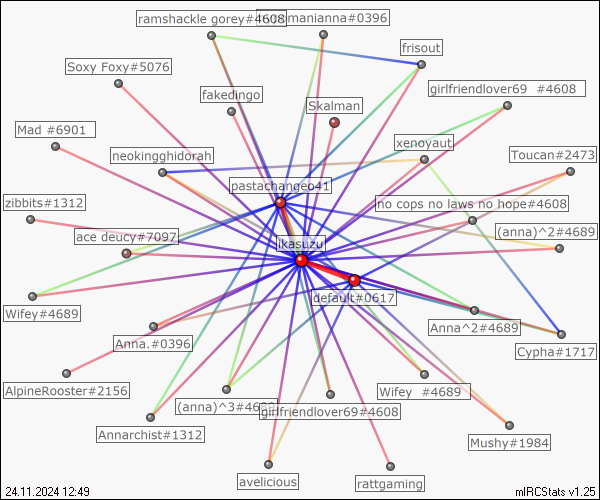 ramshackle gorey#4608
manianna#0396
frisout
Soxy Foxy#5076
fakedingo
girlfriendlover69 #4608
Skalman
Mad #6901
xenoyaut
neokingghidorah
Toucan#2473
pastachangeo41
zibbits#1312
no cops no laws no hope#4608
ace deucy#7097
(anna)^2#4689
ikasuzu
default#0617
Wifey#4689
Anna^2#4689
Anna.#0396
Cypha#1717
AlpineRooster#2156
Wifey #4689
(anna)^3#4689
girlfriendlover69#4608
Annarchist#1312
Mushy#1984
avelicious
rattgaming
24.11.2024 12:49
mIRCStats v1.25